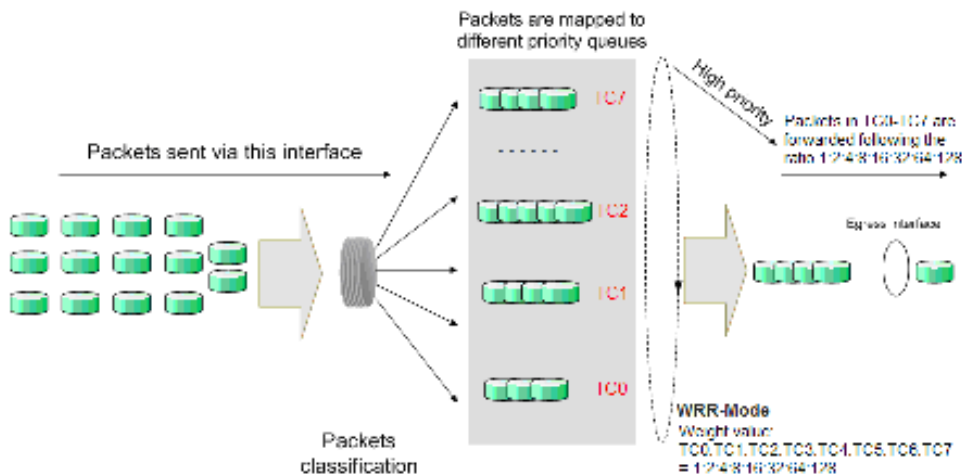 Packets are mapped to
different priority queues
TC7
High priority
Packets in TC0-TC7 are
forwarded following the
ratio 1:2:4:8:16:32:64:128
Packets sent via this interface
------
TC2
Egress interface
TC1
TC0
WRR-Mode
Weight value:
TC0.TC1.TC2.TC3.TC4.TC5.TC6.TC7
= 1:2:4:8:16:32:64:128
Packets
classification